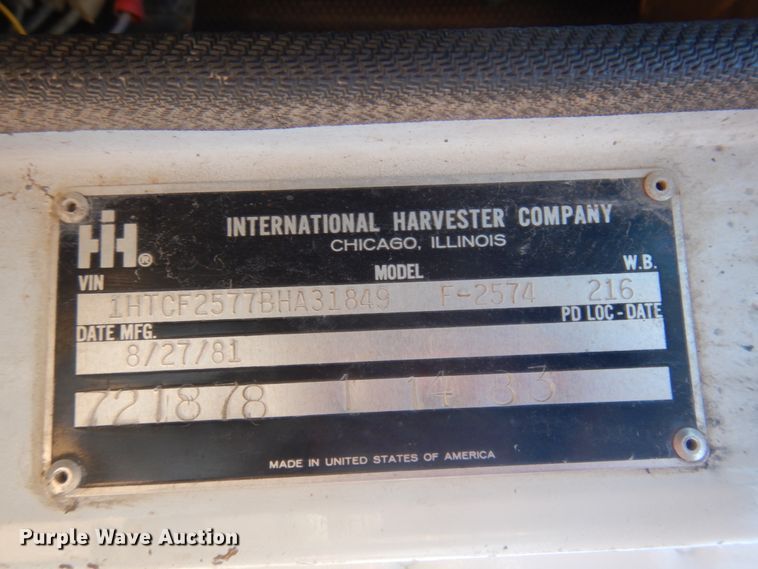 INTERNATIONAL HARVESTER COMPANY
CHICAGO, ILLINOIS
IH®
VIN MODEL W.B.
1HTCF2577BHA31849 F-2574 216
DATE MFG. PD LOC - DATE
8/27/81
721878 1 14 83
MADE IN UNITED STATES OF AMERICA
Purple Wave Auction